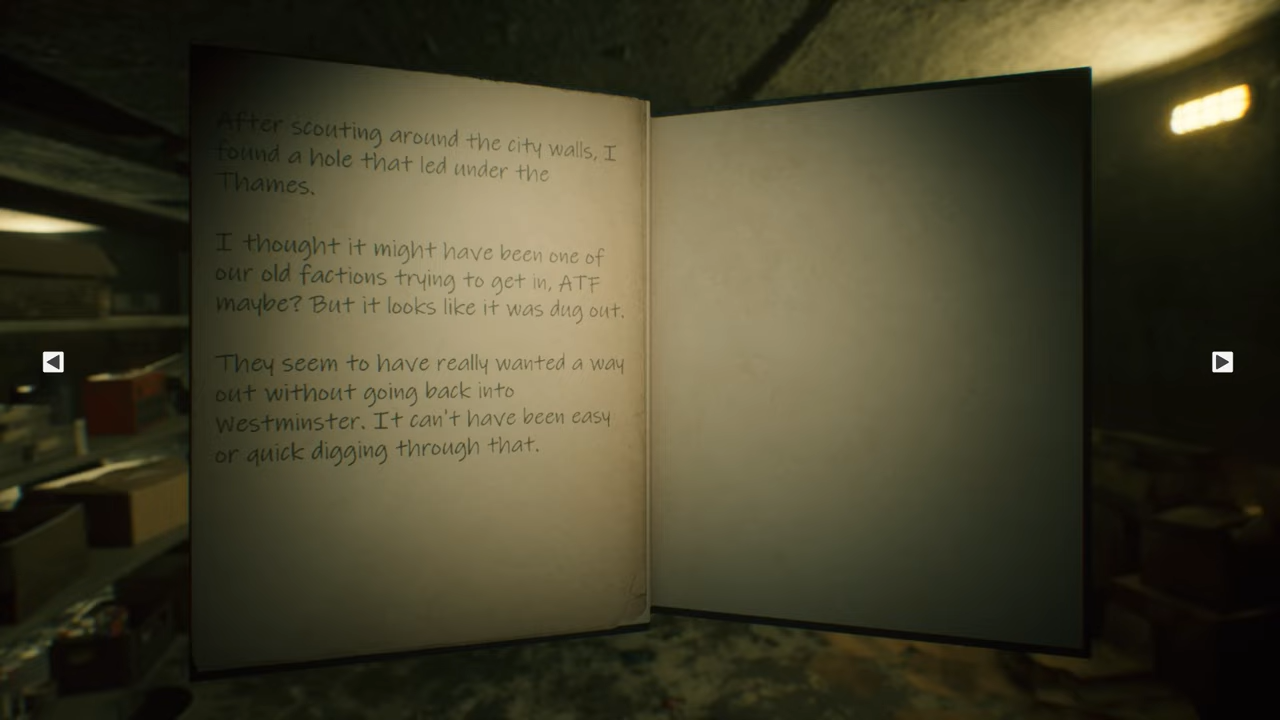 After scouting around the city walls, I
found a hole that led under the
Thames.
I thought it might have been one of
our old factions trying to get in, ATF
maybe? But it looks like it was dug out.
They seem to have really wanted a way
out without going back into
Westminster. It can't have been easy
or quick digging through that.